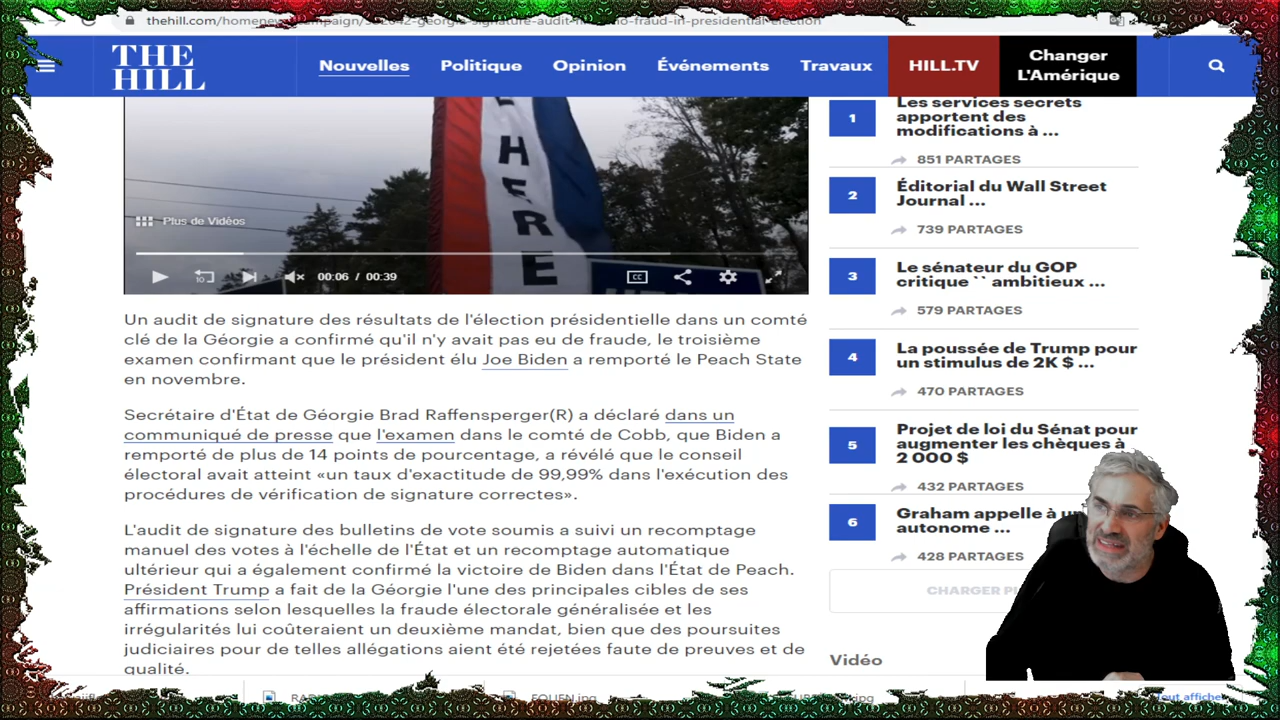 thehill.com/homenews/campaign/
-georgia-signature-audit-
-fraud-in-presidential-election
THE HILL
Nouvelles
Politique
Opinion
Événements
Travaux
HILL.TV
Changer
L'Amérique
HERE
Plus de Vidéos
10
00:06 / 00:39
CC
Un audit de signature des résultats de l'élection présidentielle dans un comté
clé de la Géorgie a confirmé qu'il n'y avait pas eu de fraude, le troisième
examen confirmant que le président élu Joe Biden a remporté le Peach State
en novembre.
Secrétaire d'État de Géorgie Brad Raffensperger(R) a déclaré dans un
communiqué de presse que l'examen dans le comté de Cobb, que Biden a
remporté de plus de 14 points de pourcentage, a révélé que le conseil
électoral avait atteint «un taux d'exactitude de 99,99% dans l'exécution des
procédures de vérification de signature correctes».
L'audit de signature des bulletins de vote soumis a suivi un recomptage
manuel des votes à l'échelle de l'État et un recomptage automatique
ultérieur qui a également confirmé la victoire de Biden dans l'État de Peach.
Président Trump a fait de la Géorgie l'une des principales cibles de ses
affirmations selon lesquelles la fraude électorale généralisée et les
irrégularités lui coûteraient un deuxième mandat, bien que des poursuites
judiciaires pour de telles allégations aient été rejetées faute de preuves et de
qualité.
1
Les services secrets
apportent des
modifications à ...
851 PARTAGES
2
Éditorial du Wall Street
Journal ...
739 PARTAGES
3
Le sénateur du GOP
critique `` ambitieux ...
579 PARTAGES
4
La poussée de Trump pour
un stimulus de 2K $ ...
470 PARTAGES
5
Projet de loi du Sénat pour
augmenter les chèques à
2 000 $
432 PARTAGES
6
Graham appelle à
autonome ...
428 PARTAGES
CHARGER
Vidéo